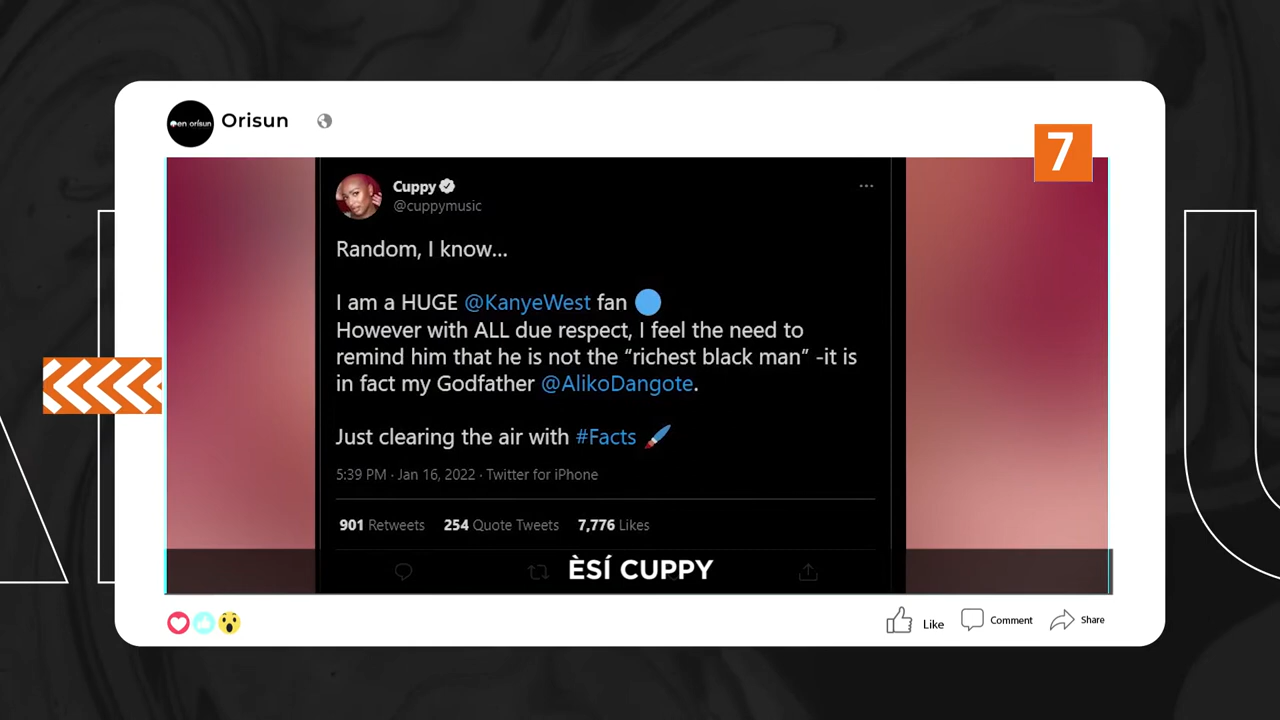 en orísun
Orisun
7
Cuppy
@cuppymusic
Random, I know...
I am a HUGE @KanyeWest fan
However with ALL due respect, I feel the need to
remind him that he is not the “richest black man” -it is
in fact my Godfather @AlikoDangote.
Just clearing the air with #Facts
5:39 PM · Jan 16, 2022 · Twitter for iPhone
901 Retweets 254 Quote Tweets 7,776 Likes
ÈSÍ CUPPY
Like Comment Share